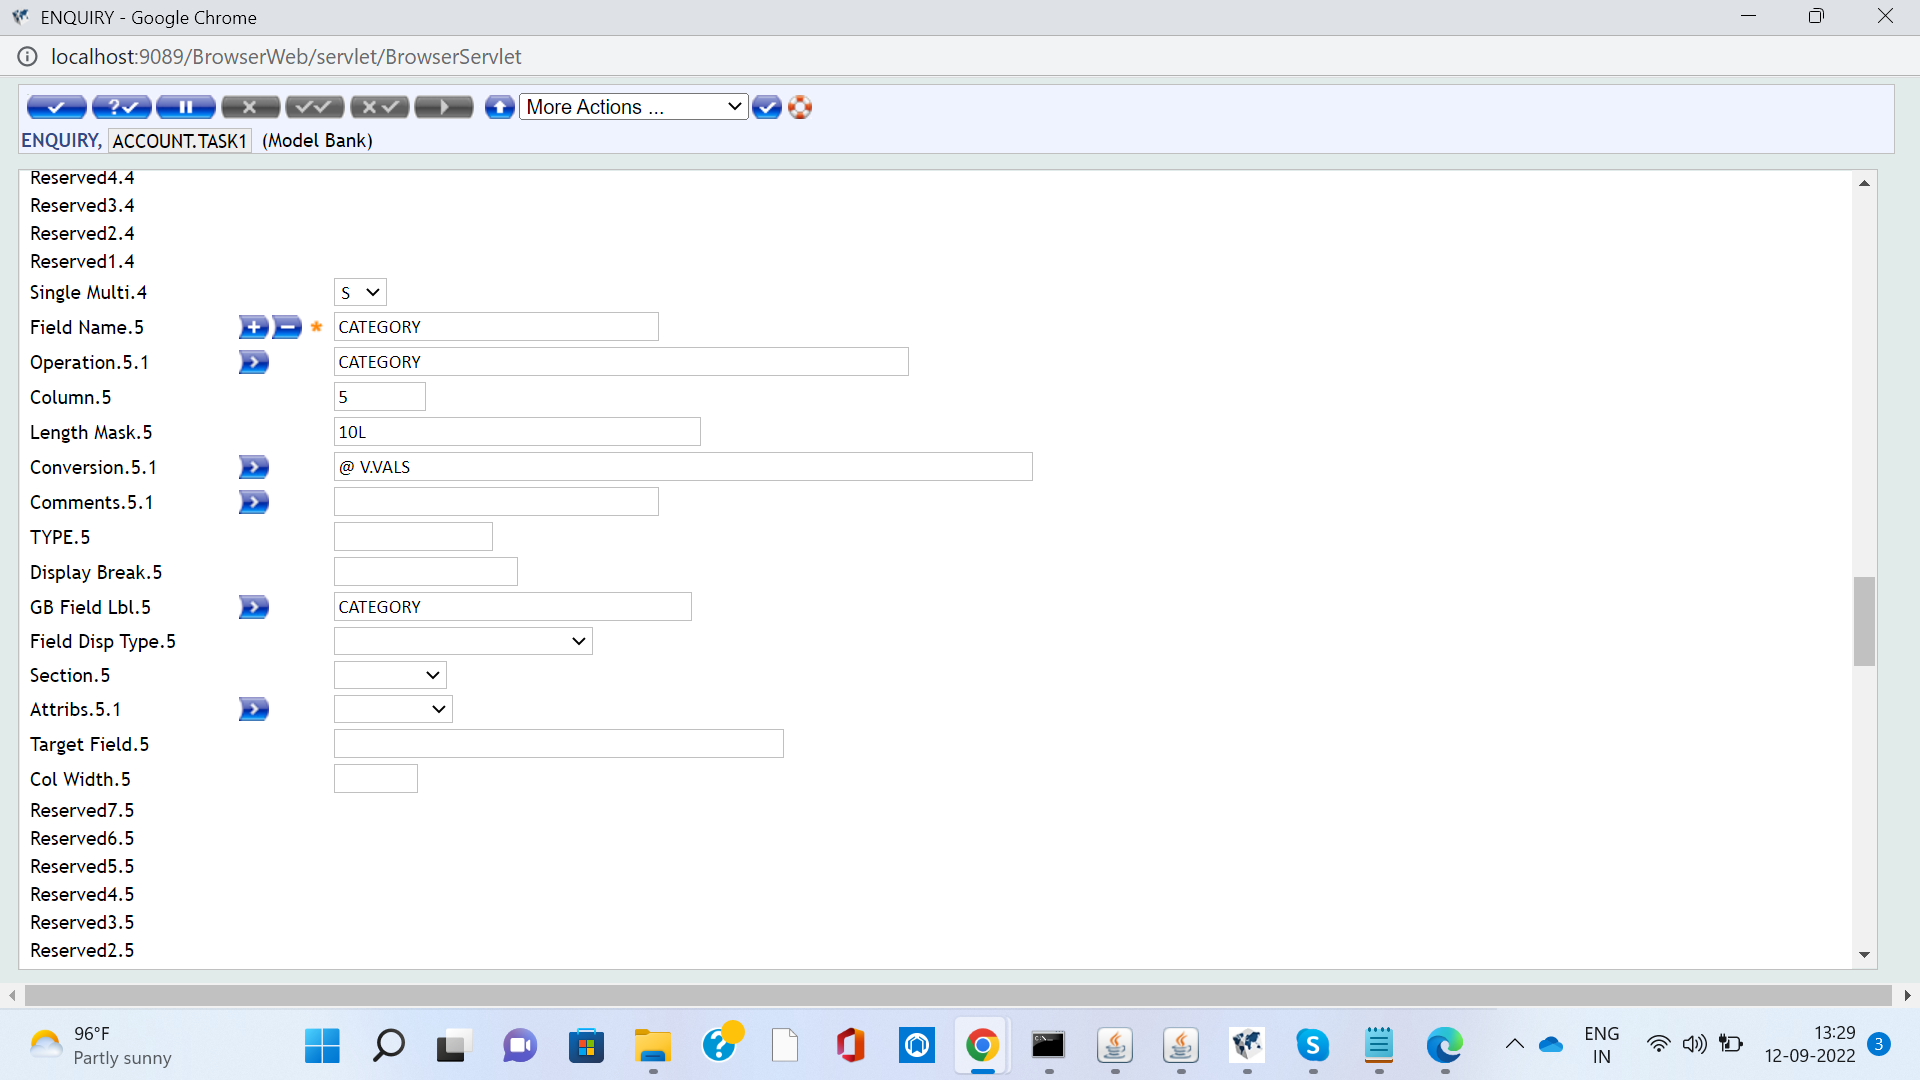 ENQUIRY - Google Chrome
localhost:9089/BrowserWeb/servlet/BrowserServlet
More Actions ...
ENQUIRY, ACCOUNT.TASK1 (Model Bank)
Reserved4.4
Reserved3.4
Reserved2.4
Reserved1.4
Single Multi.4 S
Field Name.5 * CATEGORY
Operation.5.1 CATEGORY
Column.5 5
Length Mask.5 10L
Conversion.5.1 @ V.VALS
Comments.5.1
TYPE.5
Display Break.5
GB Field Lbl.5 CATEGORY
Field Disp Type.5
Section.5
Attribs.5.1
Target Field.5
Col Width.5
Reserved7.5
Reserved6.5
Reserved5.5
Reserved4.5
Reserved3.5
Reserved2.5
96°F
Partly sunny
ENG
IN
13:29
12-09-2022
3